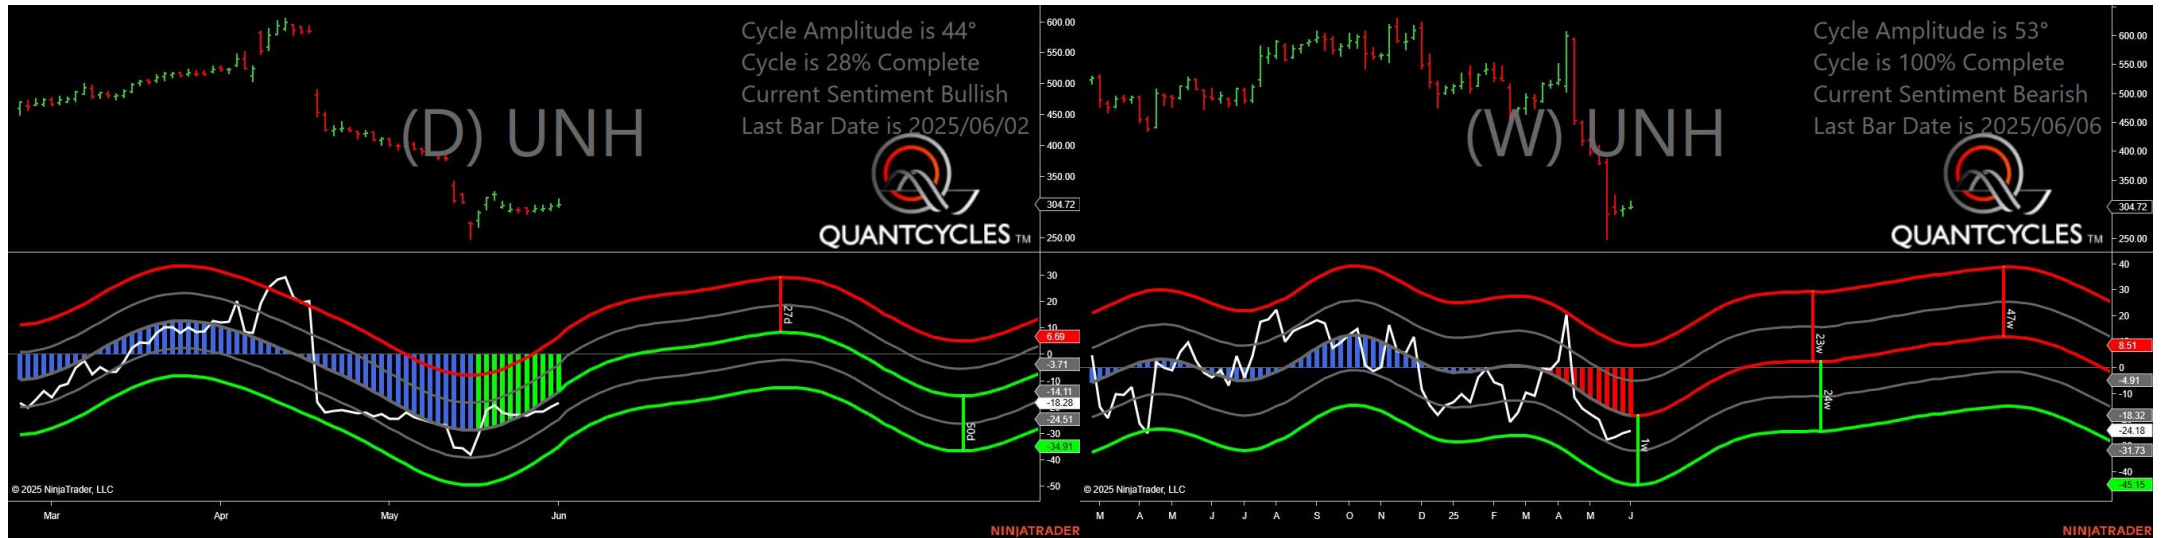 Cycle Amplitude is 44°
Cycle is 28% Complete
Current Sentiment Bullish
Last Bar Date is 2025/06/02
(D) UNH
QUANTCYCLES TM
600.00
550.00
500.00
450.00
400.00
350.00
304.72
250.00
27d
50d
30
20
10
6.69
0
-3.71
-10
-14.11
-18.28
-24.51
-30
-34.91
-40
-50
© 2025 NinjaTrader, LLC
Mar Apr May Jun
NINJATRADER
Cycle Amplitude is 53°
Cycle is 100% Complete
Current Sentiment Bearish
Last Bar Date is 2025/06/06
(W) UNH
QUANTCYCLES TM
600.00
550.00
500.00
450.00
400.00
350.00
304.72
250.00
1w
23w
24w
47w
40
30
20
10
8.51
0
-4.91
-10
-18.32
-24.18
-31.73
-40
-45.15
© 2025 NinjaTrader, LLC
M A M J J A S O N D 25 F M A M J
NINJATRADER